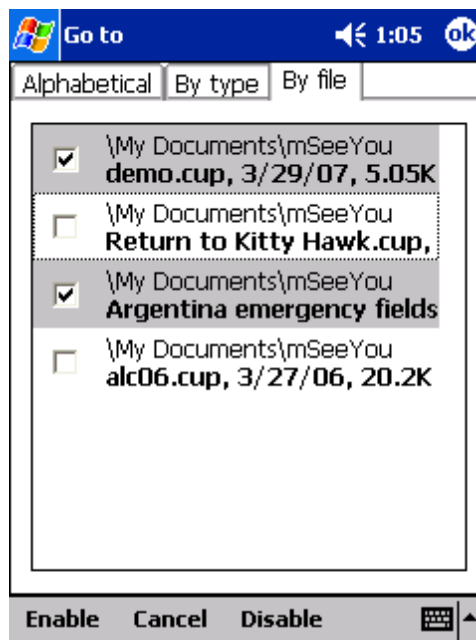 Go to 1:05 ok
Alphabetical By type By file
\My Documents\mSeeYou
demo.cup, 3/29/07, 5.05K
\My Documents\mSeeYou
Return to Kitty Hawk.cup,
\My Documents\mSeeYou
Argentina emergency fields
\My Documents\mSeeYou
alc06.cup, 3/27/06, 20.2K
Enable Cancel Disable